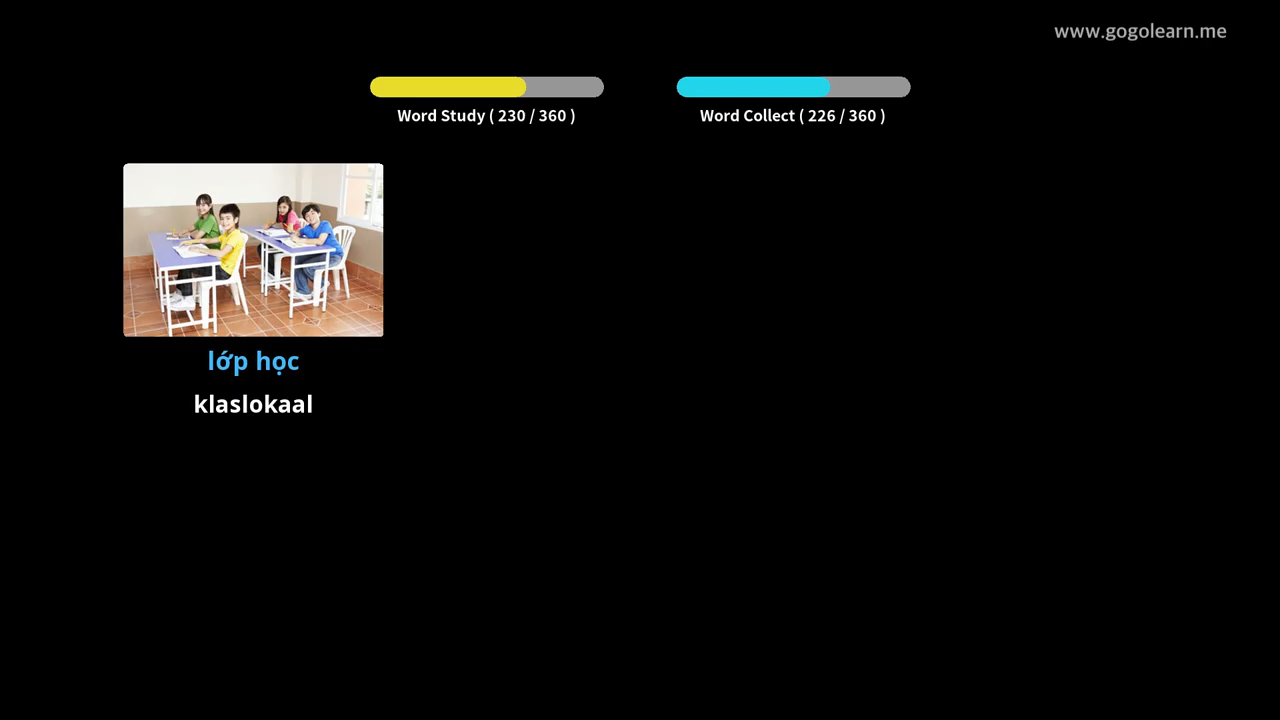 www.gogolearn.me
Word Study ( 230 / 360 )
Word Collect ( 226 / 360 )
lớp học
klaslokaal